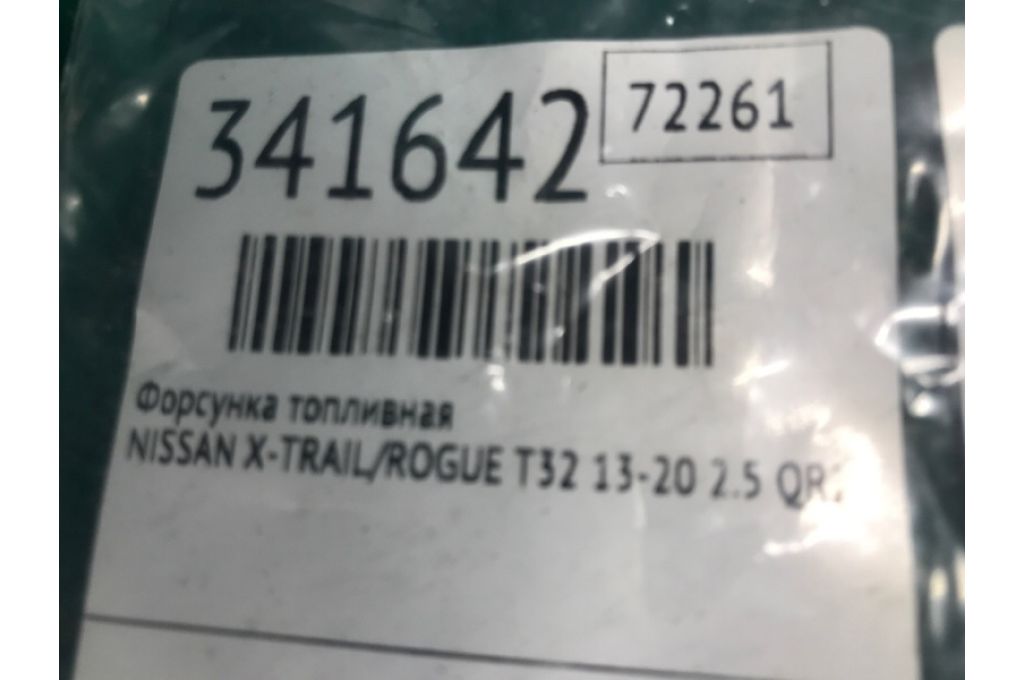 341642 72261
Форсунка топливная
NISSAN X-TRAIL/ROGUE T32 13-20 2.5